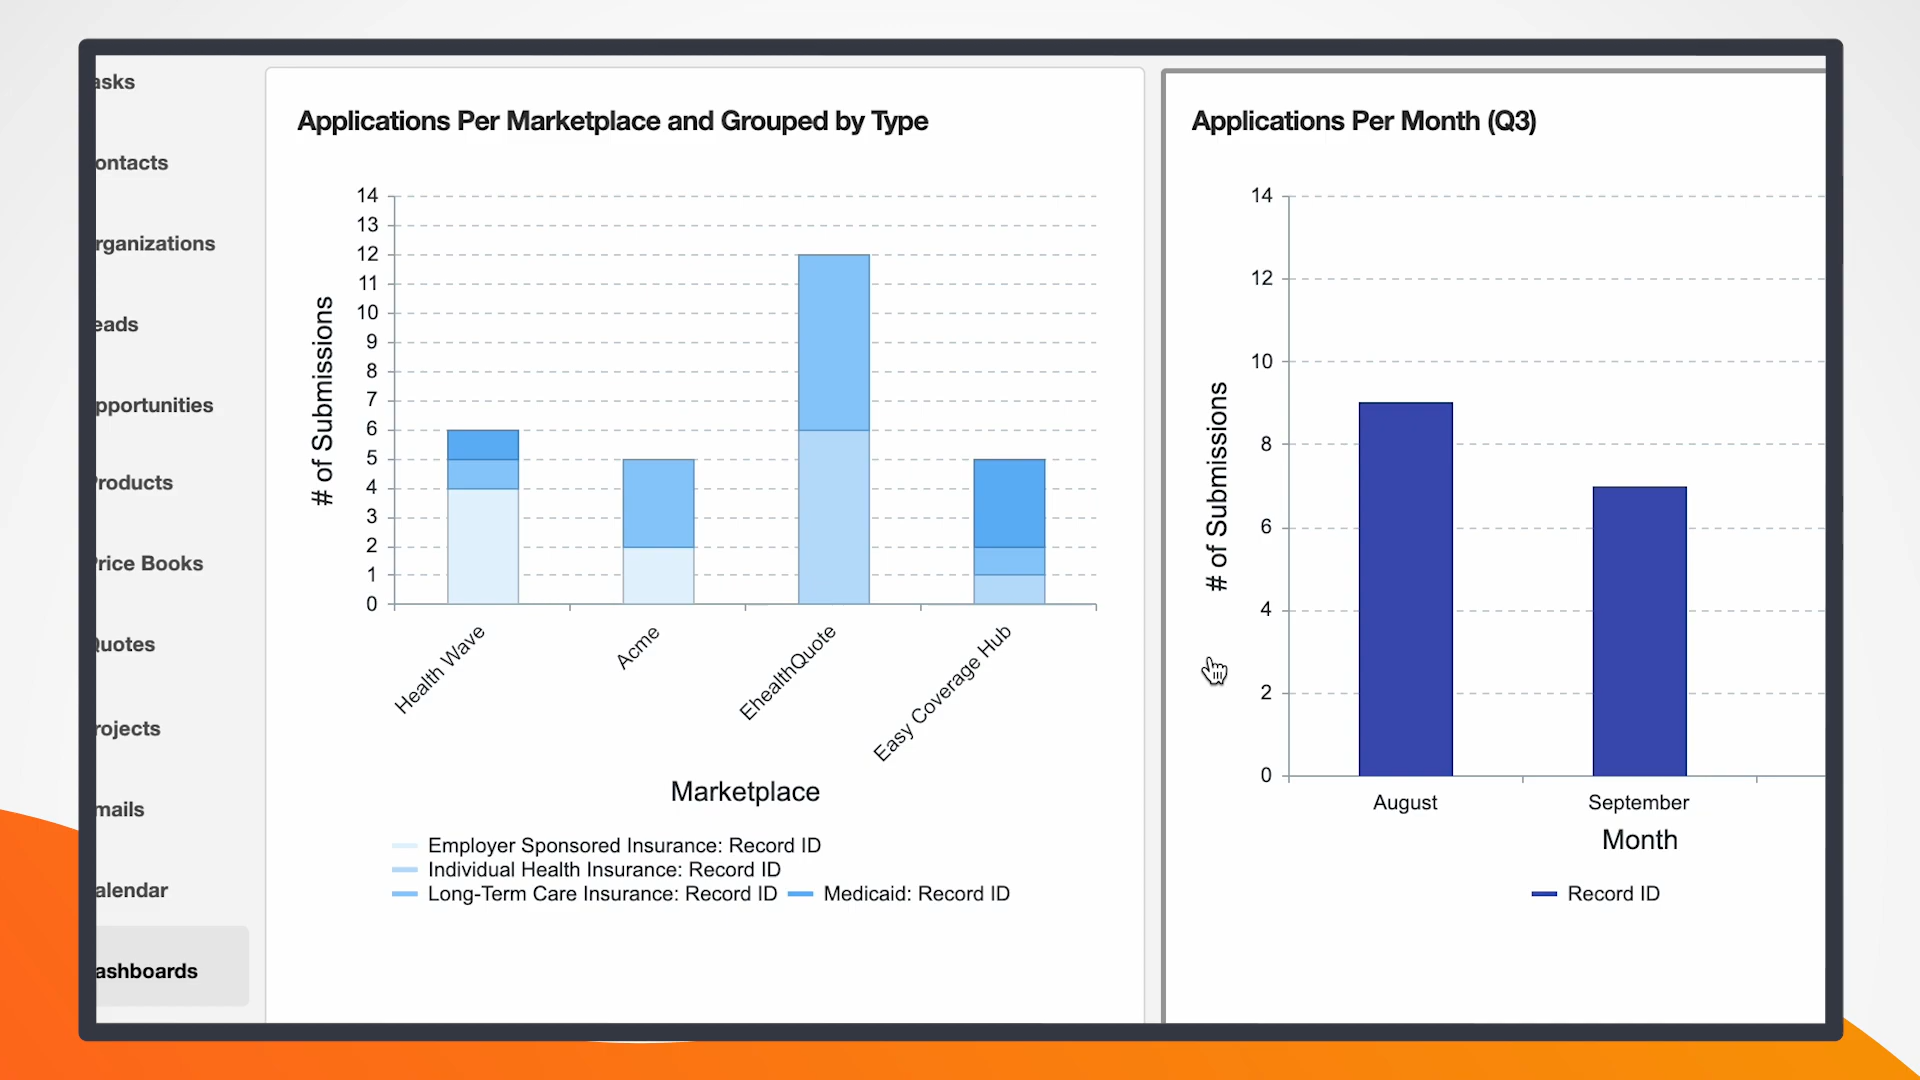 asks
ontacts
rganizations
eads
pportunities
Products
Price Books
Quotes
rojects
mails
alendar
ashboards
Applications Per Marketplace and Grouped by Type
# of Submissions
14
13
12
11
10
9
8
7
6
5
4
3
2
1
0
Health Wave
Acme
EhealthQuote
Easy Coverage Hub
Marketplace
Employer Sponsored Insurance: Record ID
Individual Health Insurance: Record ID
Long-Term Care Insurance: Record ID Medicaid: Record ID
Applications Per Month (Q3)
# of Submissions
14
12
10
8
6
4
2
0
August September
Month
Record ID